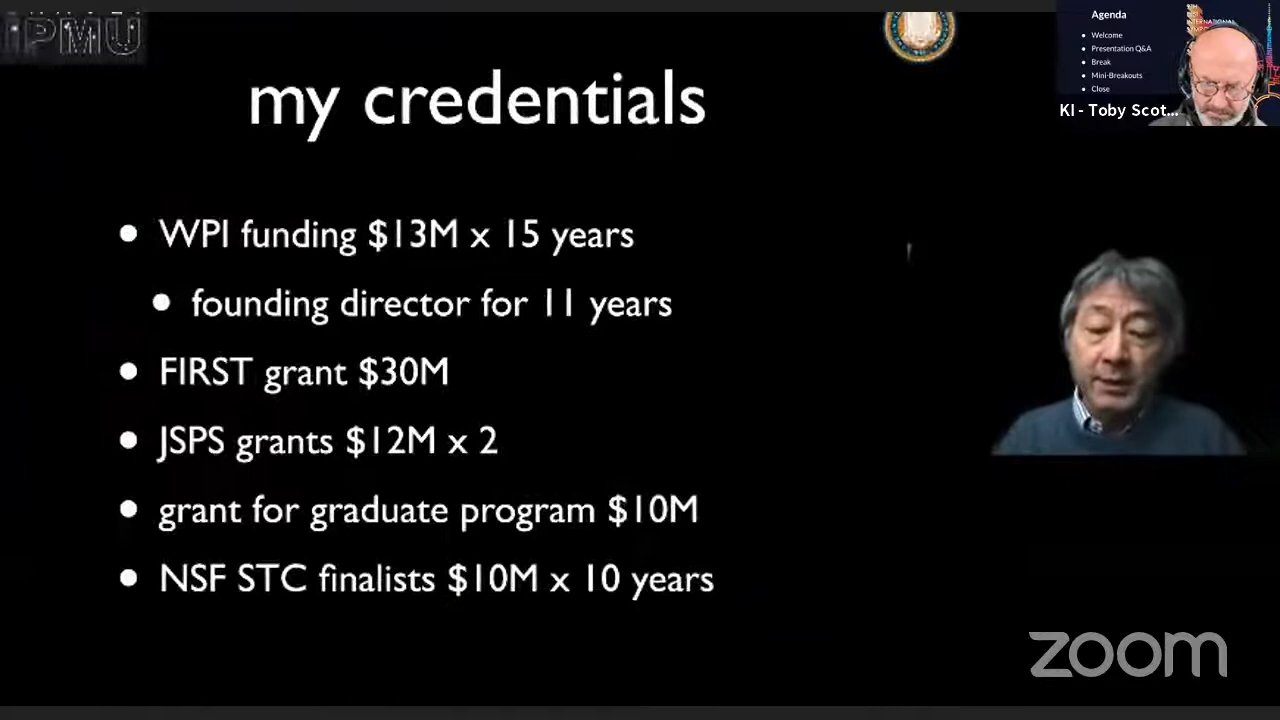 IPMU
my credentials
• WPI funding $13M x 15 years
• founding director for 11 years
• FIRST grant $30M
• JSPS grants $12M x 2
• grant for graduate program $10M
• NSF STC finalists $10M x 10 years
Agenda
• Welcome
• Presentation Q&A
• Break
• Mini-Breakouts
• Close
KI - Toby Scot...
zoom